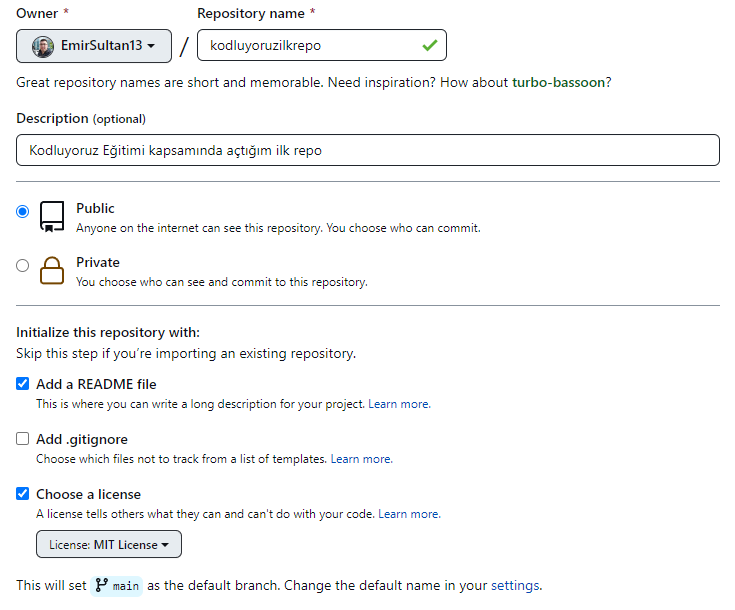 Owner * Repository name *
EmirSultan13 / kodluyoruzilkrepo
Great repository names are short and memorable. Need inspiration? How about turbo-bassoon?
Description (optional)
Kodluyoruz Eğitimi kapsamında açtığım ilk repo
Public
Anyone on the internet can see this repository. You choose who can commit.
Private
You choose who can see and commit to this repository.
Initialize this repository with:
Skip this step if you're importing an existing repository.
Add a README file
This is where you can write a long description for your project. Learn more.
Add .gitignore
Choose which files not to track from a list of templates. Learn more.
Choose a license
A license tells others what they can and can't do with your code. Learn more.
License: MIT License
This will set main as the default branch. Change the default name in your settings.